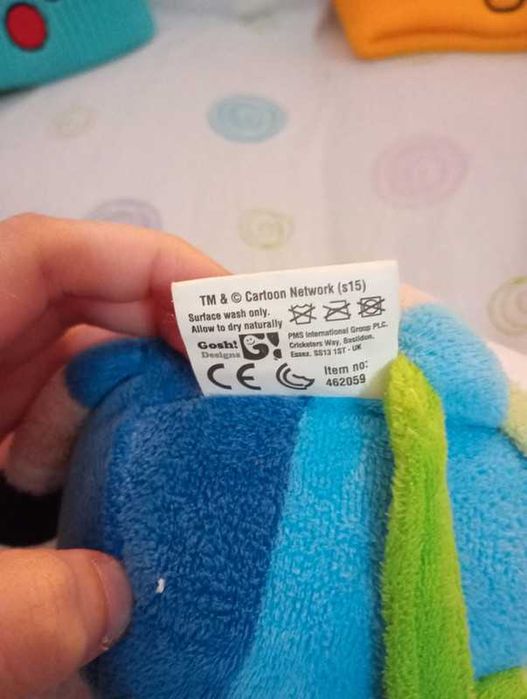 TM & © Cartoon Network (s15)
Surface wash only.
Allow to dry naturally
Gosh!
Designs
G!
PMS International Group PLC.
Cricketers Way, Basildon,
Essex. SS13 1ST - UK
CE
Item no:
462059